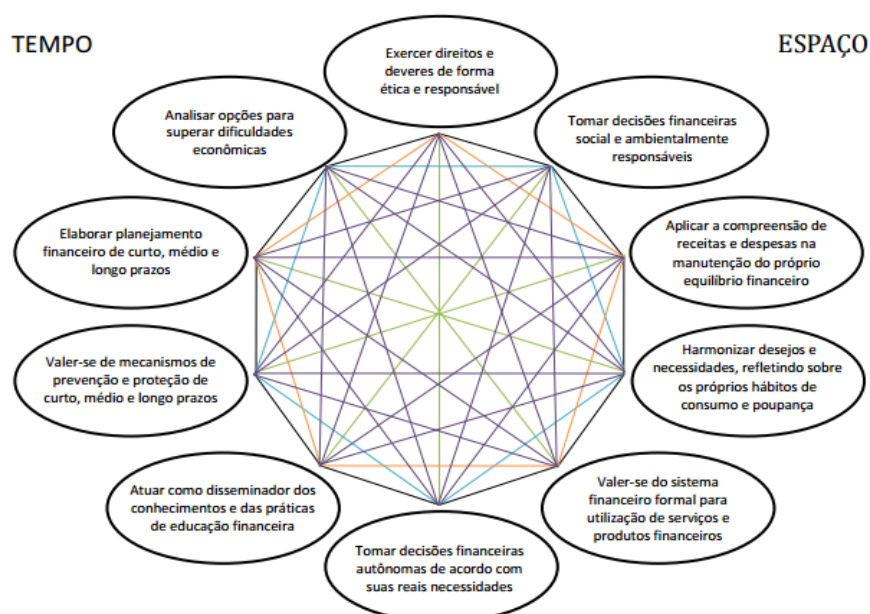 TEMPO
ESPAÇO
Exercer direitos e
deveres de forma
ética e responsável
Analisar opções para
superar dificuldades
econômicas
Tomar decisões financeiras
social e ambientalmente
responsáveis
Elaborar planejamento
financeiro de curto, médio e
longo prazos
Aplicar a compreensão de
receitas e despesas na
manutenção do próprio
equilíbrio financeiro
Valer-se de mecanismos de
prevenção e proteção de
curto, médio e longo prazos
Harmonizar desejos e
necessidades, refletindo sobre
os próprios hábitos de
consumo e poupança
Atuar como disseminador dos
conhecimentos e das práticas
de educação financeira
Valer-se do sistema
financeiro formal para
utilização de serviços e
produtos financeiros
Tomar decisões financeiras
autônomas de acordo com
suas reais necessidades